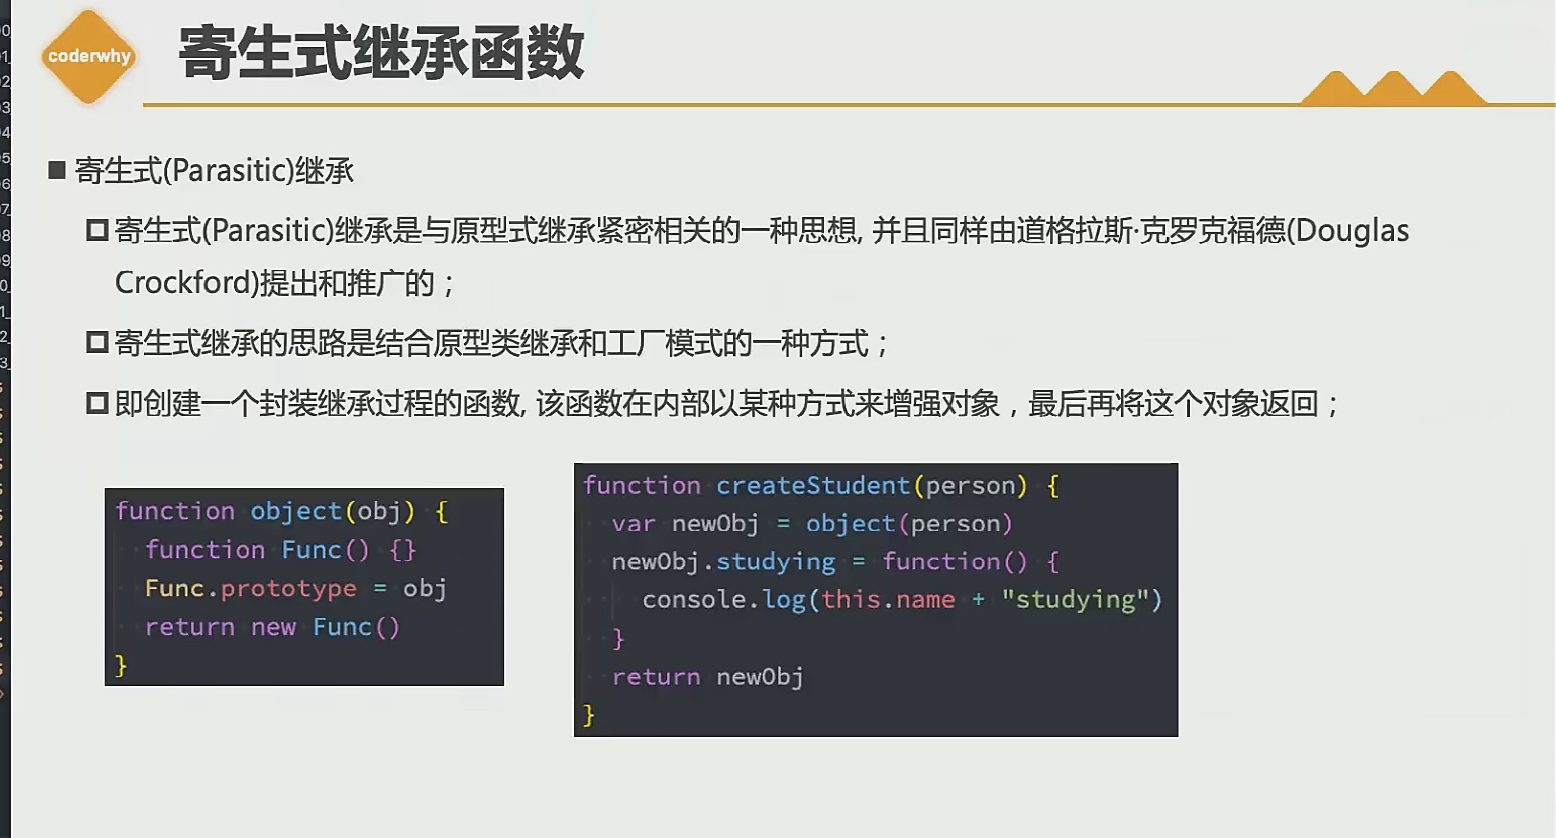 coderwhy
寄生式继承函数
寄生式(Parasitic)继承
寄生式(Parasitic)继承是与原型式继承紧密相关的一种思想, 并且同样由道格拉斯·克罗克福德(Douglas
Crockford)提出和推广的；
寄生式继承的思路是结合原型类继承和工厂模式的一种方式；
即创建一个封装继承过程的函数, 该函数在内部以某种方式来增强对象，最后再将这个对象返回；
function object(obj) {
function Func() {}
Func.prototype = obj
return new Func()
}
function createStudent(person) {
var newObj = object(person)
newObj.studying = function() {
console.log(this.name + "studying")
}
return newObj
}